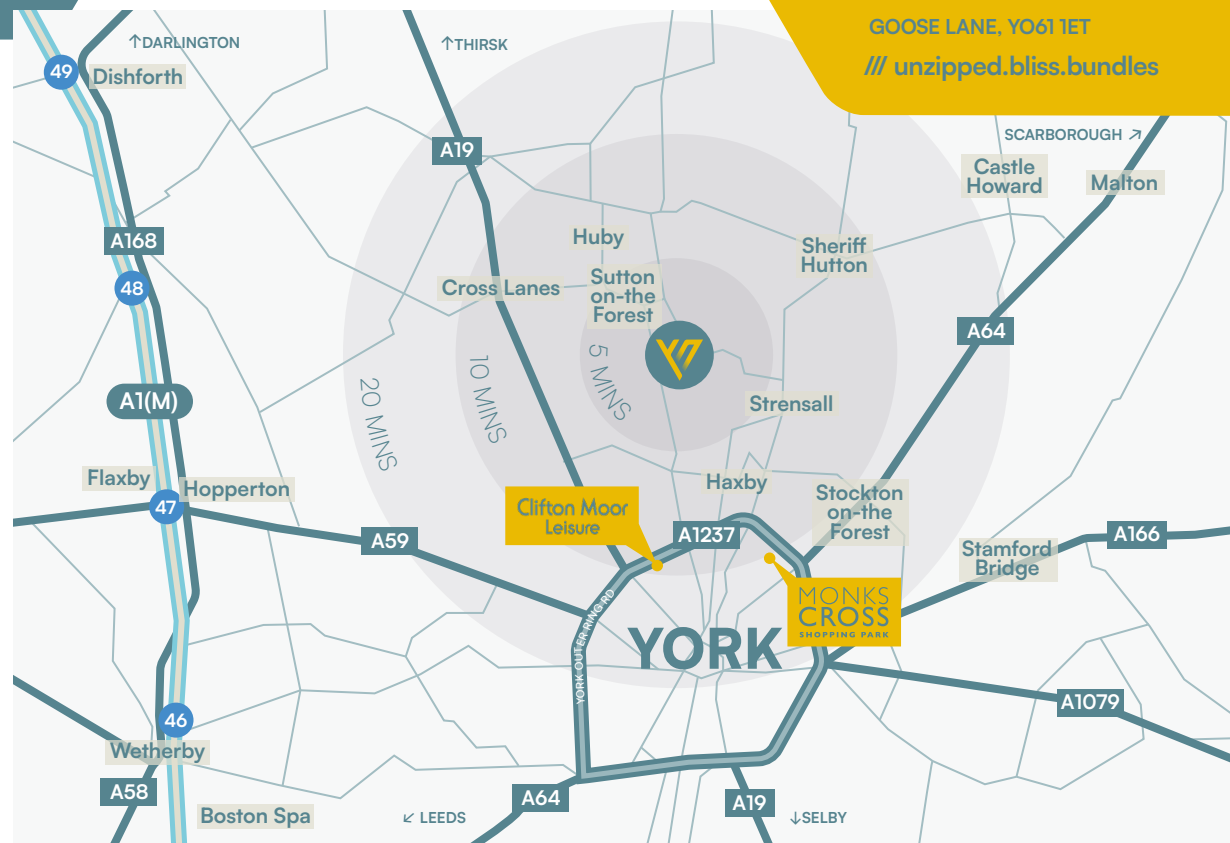 GOOSE LANE, YO61 1ET
/// unzipped.bliss.bundles
↑DARLINGTON
↑THIRSK
49
Dishforth
SCARBOROUGH ↗
A19
Castle
Howard
Malton
A168
Huby
Sheriff
Hutton
48
Cross Lanes
Sutton
on-the
Forest
A64
5 MINS
10 MINS
20 MINS
A1(M)
Strensall
Flaxby
Hopperton
47
Haxby
Stockton
on-the
Forest
Clifton Moor
Leisure
A1237
A59
A166
Stamford
Bridge
MONKS
CROSS
SHOPPING PARK
YORK OUTER RING RD
YORK
A1079
46
Wetherby
A58
A64
A19
Boston Spa
↙ LEEDS
↓SELBY